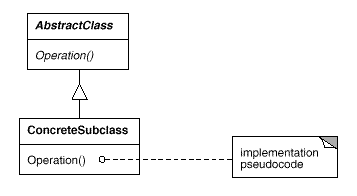 AbstractClass
Operation()
ConcreteSubclass
Operation()
implementation
pseudocode